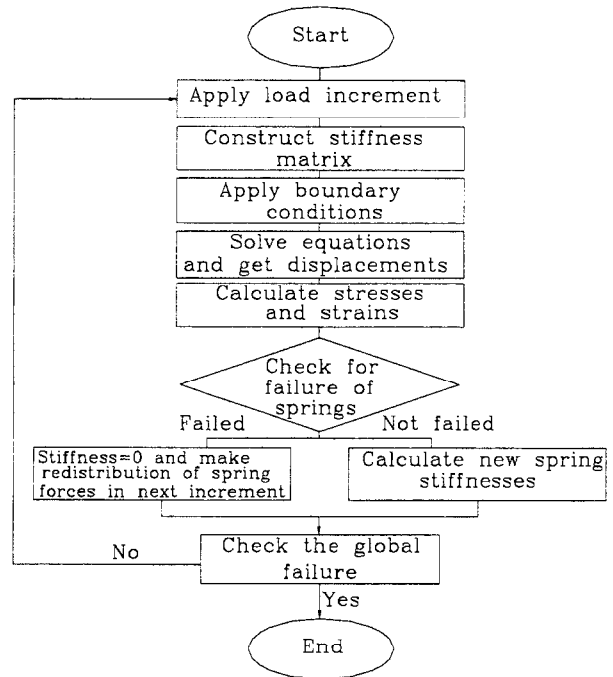 Start
Apply load increment
Construct stiffness
matrix
Apply boundary
conditions
Solve equations
and get displacements
Calculate stresses
and strains
Check for
failure of
springs
Failed
Not failed
Stiffness=0 and make
redistribution of spring
forces in next increment
Calculate new spring
stiffnesses
No
Check the global
failure
Yes
End